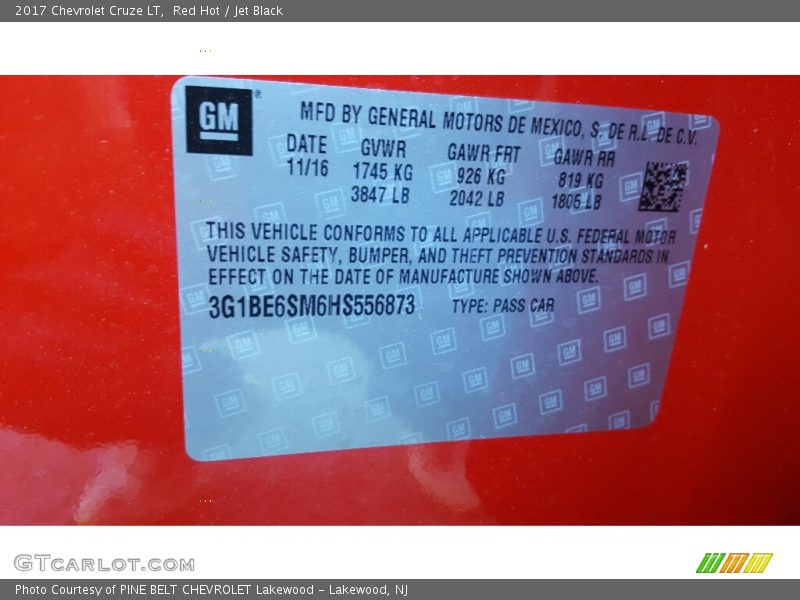 2017 Chevrolet Cruze LT, Red Hot / Jet Black
GM ®
MFD BY GENERAL MOTORS DE MEXICO, S. DE R.L. DE C.V.
DATE GVWR GAWR FRT GAWR RR
11/16 1745 KG 926 KG 819 KG
3847 LB 2042 LB 1805 LB
THIS VEHICLE CONFORMS TO ALL APPLICABLE U.S. FEDERAL MOTOR
VEHICLE SAFETY, BUMPER, AND THEFT PREVENTION STANDARDS IN
EFFECT ON THE DATE OF MANUFACTURE SHOWN ABOVE.
3G1BE6SM6HS556873 TYPE: PASS CAR
GTCARLOT.COM
Photo Courtesy of PINE BELT CHEVROLET Lakewood - Lakewood, NJ